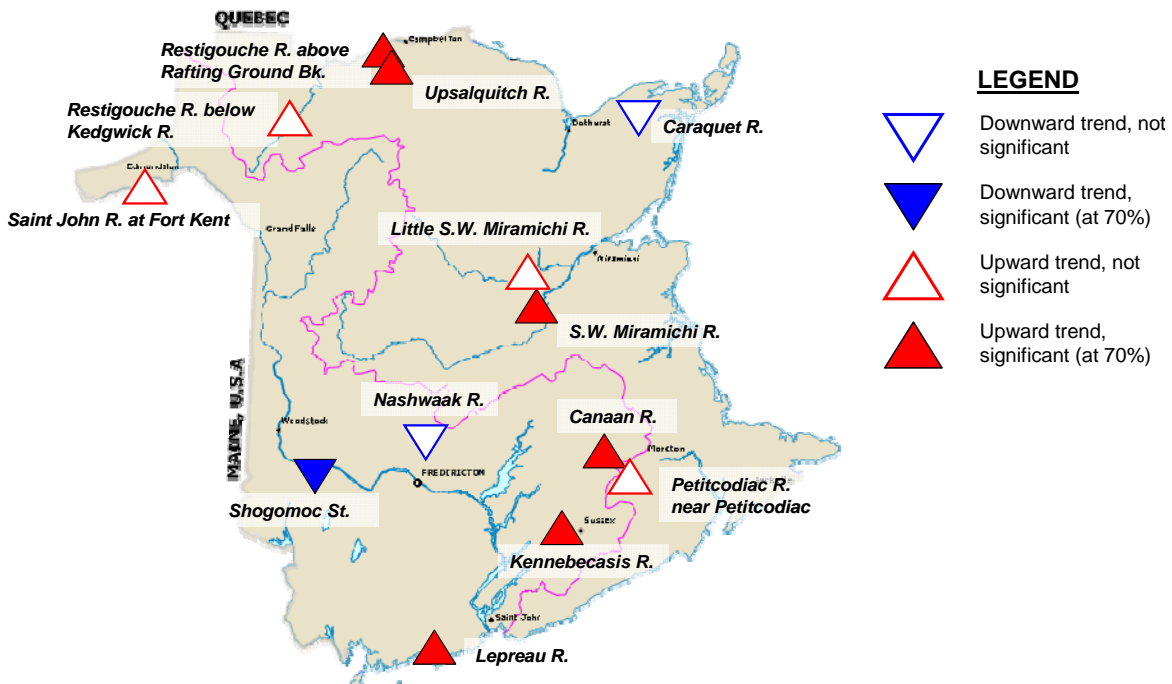 QUEBEC
Restigouche R. above
Rafting Ground Bk.
Campbelton
Upsalquitch R.
Restigouche R. below
Kedgwick R.
Bathurst
Caraquet R.
Edmundston
Saint John R. at Fort Kent
Grand Falls
Little S.W. Miramichi R.
Miramichi
S.W. Miramichi R.
MAINE, U.S.A
Nashwaak R.
Canaan R.
Woodstock
Moncton
FREDERICTON
Petitcodiac R.
near Petitcodiac
Shogomoc St.
Sussex
Kennebecasis R.
Saint John
Lepreau R.
LEGEND
Downward trend, not
significant
Downward trend,
significant (at 70%)
Upward trend, not
significant
Upward trend,
significant (at 70%)